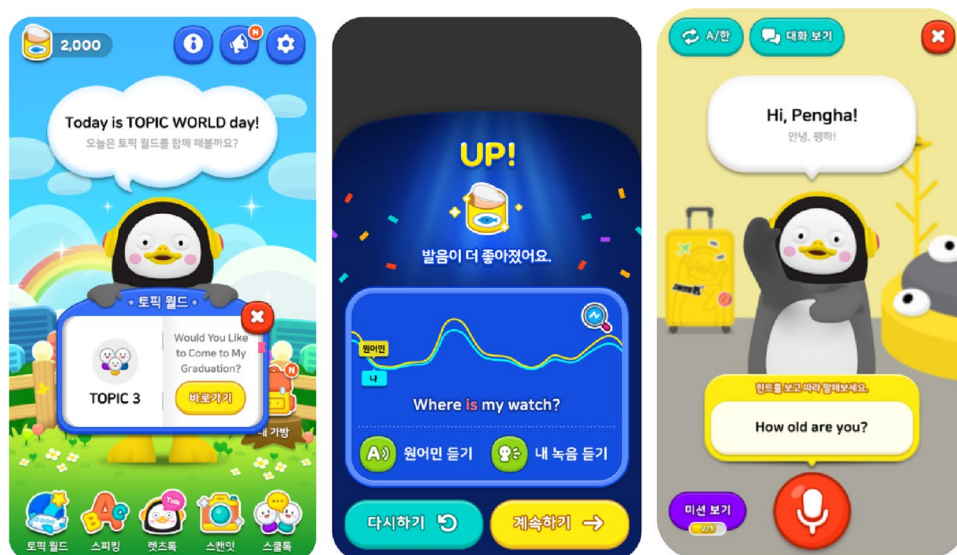 2,000
N
Today is TOPIC WORLD day!
오늘은 토픽 월드를 함께 해볼까요?
토픽 월드
Would You Like
to Come to My
Graduation?
TOPIC 3
바로가기
N
내 가방
Talk
토픽 월드
스피킹
렛츠톡
스캔잇
스쿨톡
UP!
발음이 더 좋아졌어요.
원어민
나
Where is my watch?
A
원어민 듣기
내 녹음 듣기
다시하기
계속하기
A/한
대화 보기
Hi, Pengha!
안녕, 펭하!
힌트를 보고 따라 말해보세요.
How old are you?
미션 보기
2/3